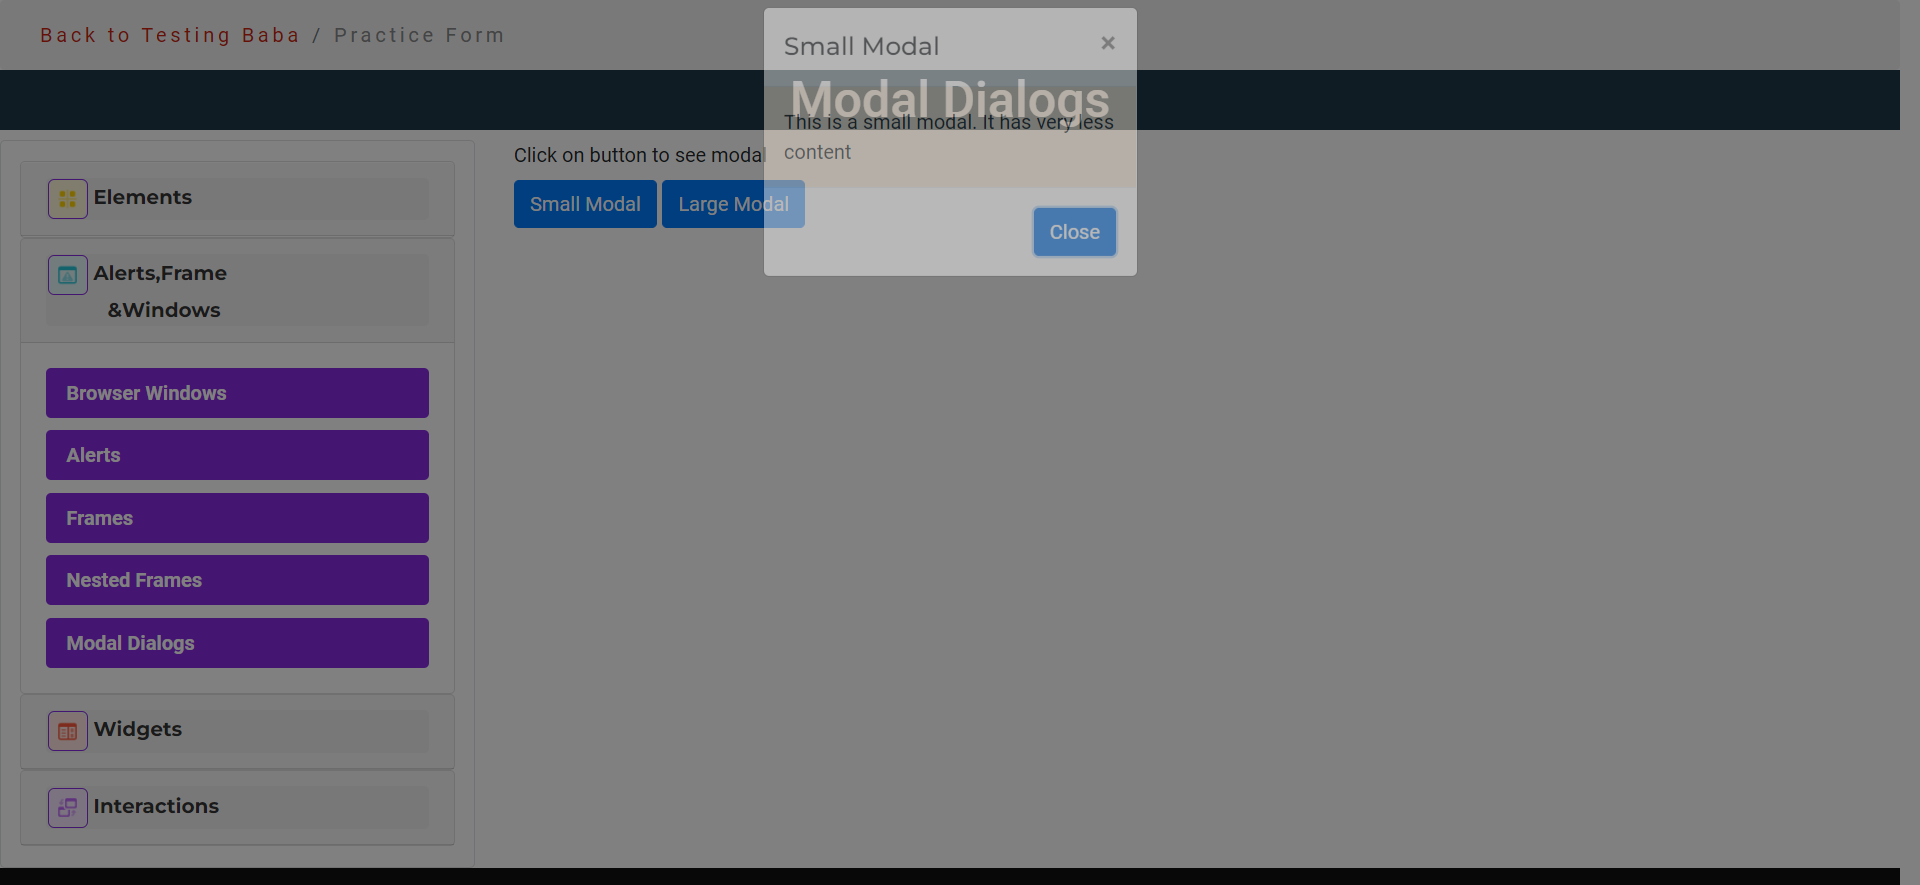 Back to Testing Baba / Practice Form
Small Modal
×
Modal Dialogs
This is a small modal. It has very less
content
Close
Click on button to see modal
Small Modal
Large Modal
Elements
Alerts,Frame
&Windows
Browser Windows
Alerts
Frames
Nested Frames
Modal Dialogs
Widgets
Interactions